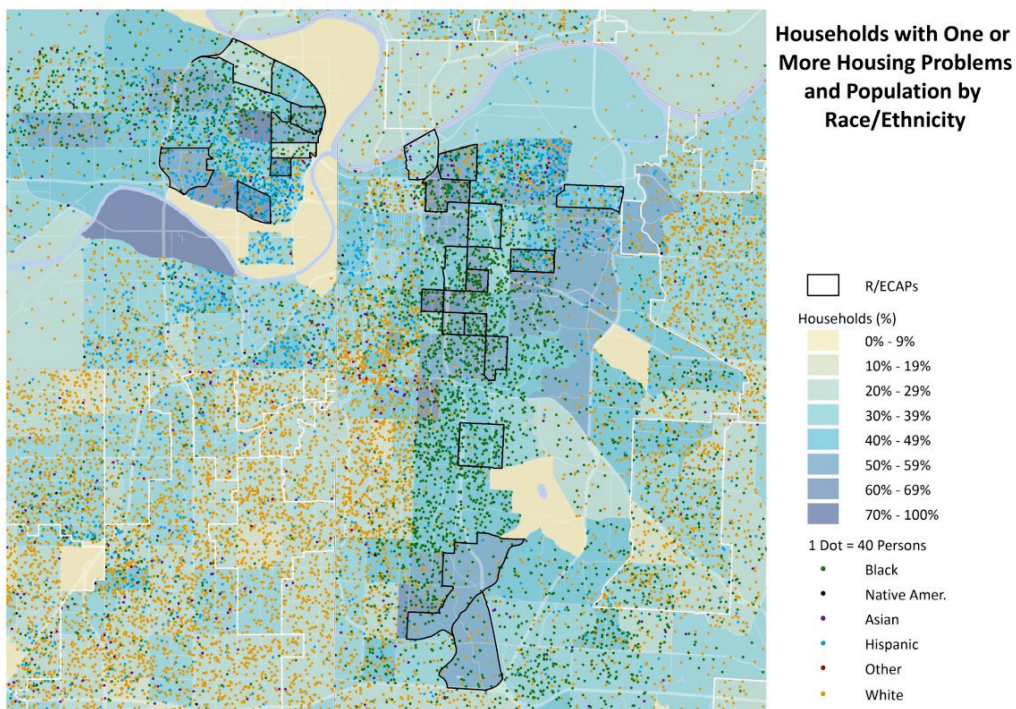 Households with One or
More Housing Problems
and Population by
Race/Ethnicity
R/ECAPs
Households (%)
0% - 9%
10% - 19%
20% - 29%
30% - 39%
40% - 49%
50% - 59%
60% - 69%
70% - 100%
1 Dot = 40 Persons
Black
Native Amer.
Asian
Hispanic
Other
White